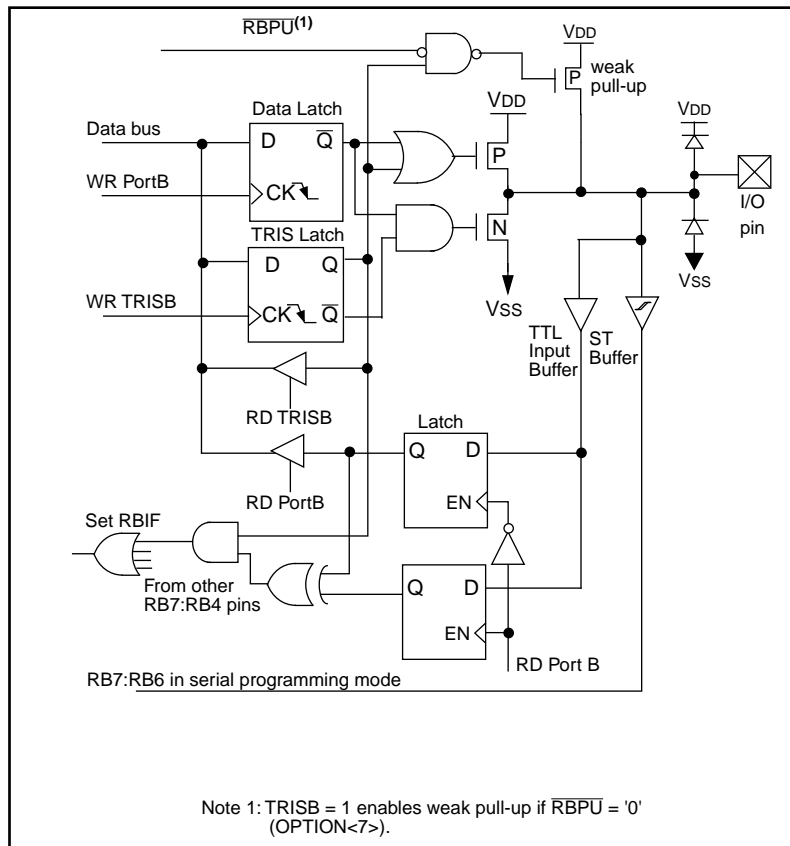 RBPU(1)
VDD
P
weak
pull-up
Data Latch
VDD
VDD
Data bus
D
Q
P
WR PortB
CK
I/O
pin
TRIS Latch
N
D
Q
VSS
VSS
WR TRISB
CK
Q
TTL
Input
Buffer
ST
Buffer
RD TRISB
Latch
Q
D
RD PortB
EN
Set RBIF
From other
RB7:RB4 pins
Q
D
EN
RD Port B
RB7:RB6 in serial programming mode
Note 1: TRISB = 1 enables weak pull-up if RBPU = '0'
(OPTION<7>).